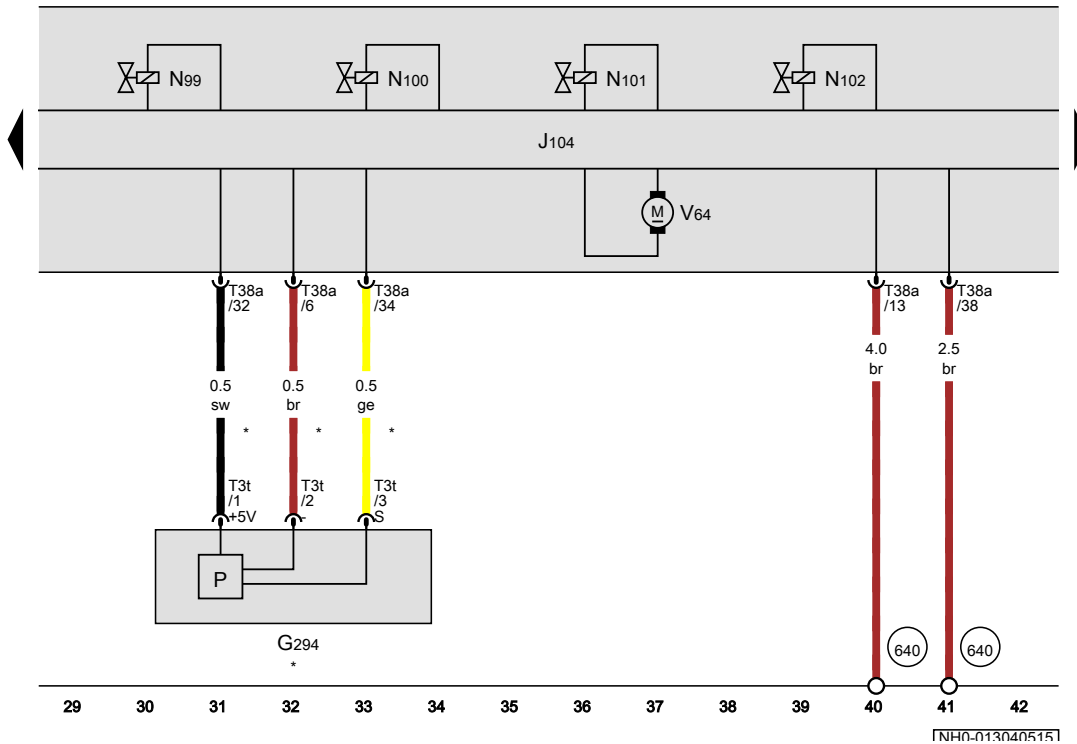 N99
N100
N101
N102
J104
M
V64
T38a
/32
T38a
/6
T38a
/34
T38a
/13
T38a
/38
0.5
sw
*
0.5
br
*
0.5
ge
*
4.0
br
2.5
br
T3t
/1
+5V
T3t
/2
-
T3t
/3
S
P
G294
*
640
640
29 30 31 32 33 34 35 36 37 38 39 40 41 42
NH0-013040515